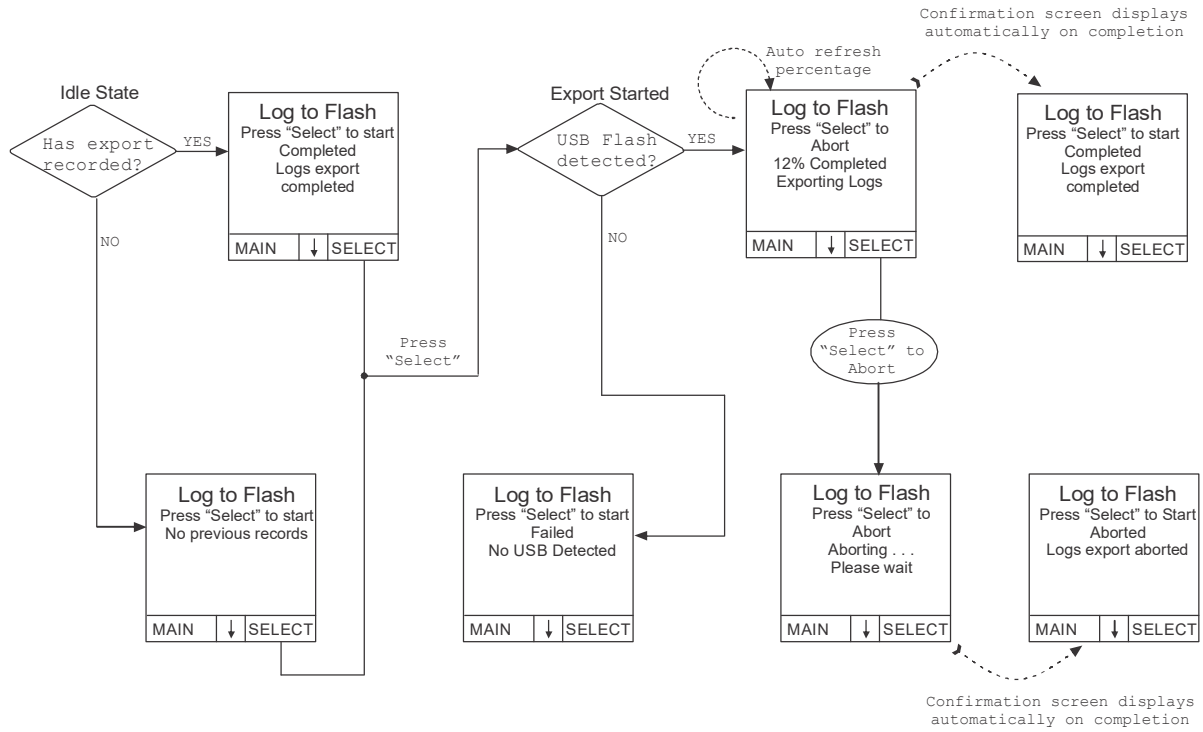 Confirmation screen displays
automatically on completion
Auto refresh
percentage
Idle State
Has export
recorded?
YES
NO
Log to Flash
Press “Select” to start
Completed
Logs export
completed
MAIN ↓ SELECT
Press
“Select”
Export Started
USB Flash
detected?
YES
NO
Log to Flash
Press “Select” to
Abort
12% Completed
Exporting Logs
MAIN ↓ SELECT
Log to Flash
Press “Select” to start
Completed
Logs export
completed
MAIN ↓ SELECT
Press
“Select” to
Abort
Log to Flash
Press “Select” to start
No previous records
MAIN ↓ SELECT
Log to Flash
Press “Select” to start
Failed
No USB Detected
MAIN ↓ SELECT
Log to Flash
Press “Select” to
Abort
Aborting . . .
Please wait
MAIN ↓ SELECT
Log to Flash
Press “Select” to Start
Aborted
Logs export aborted
MAIN ↓ SELECT
Confirmation screen displays
automatically on completion